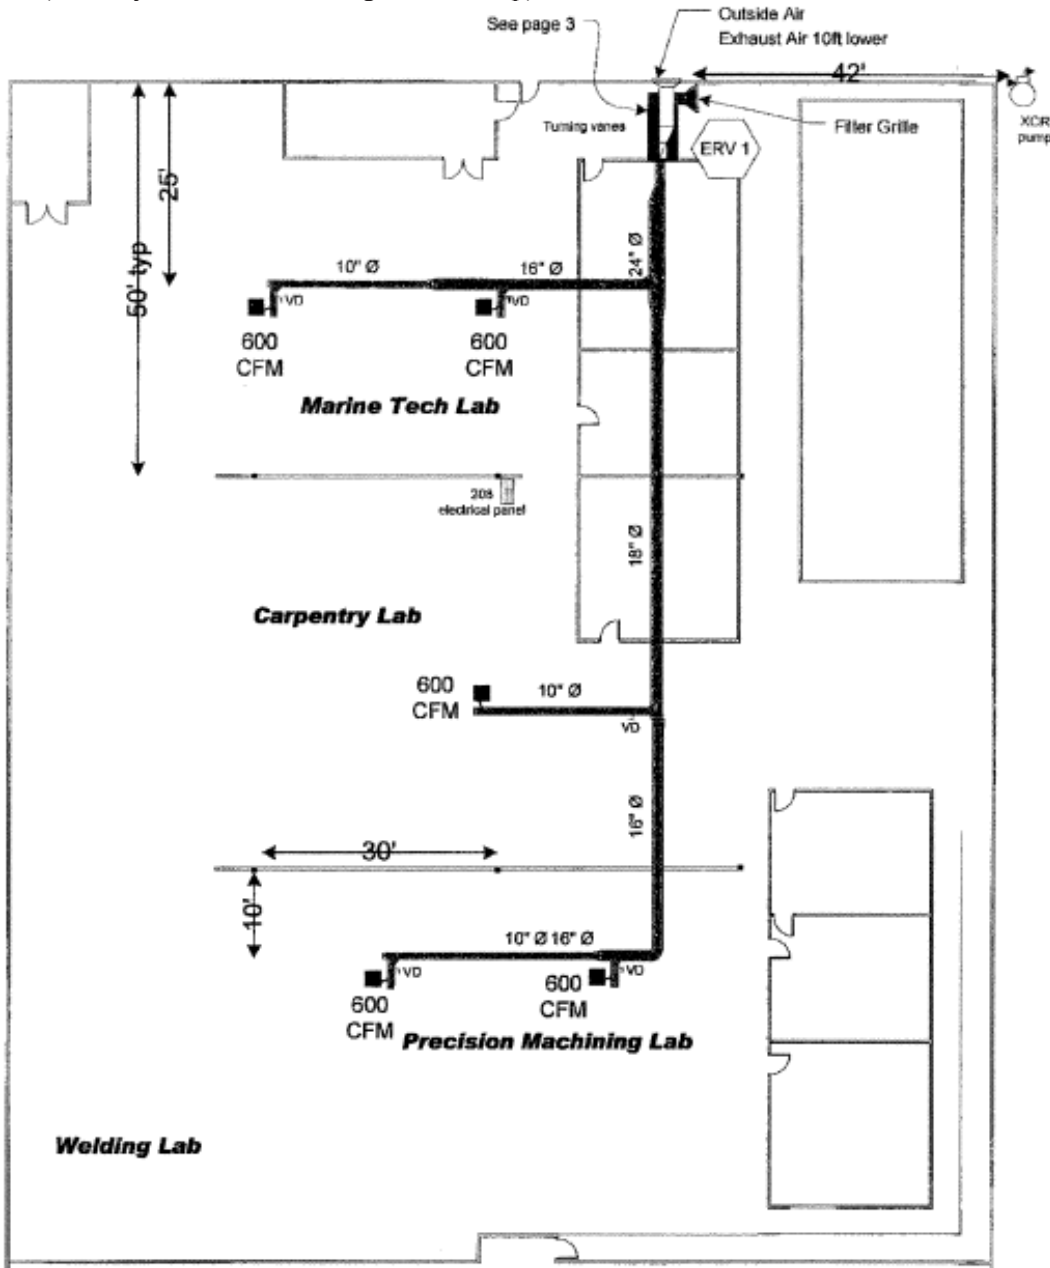 See page 3
Outside Air
Exhaust Air 10ft lower
42'
Turning vanes
ERV 1
Filter Grille
XCR
pump
25'
50' typ
10" Ø
16" Ø
24" Ø
VD
VD
600
CFM
600
CFM
Marine Tech Lab
208
electrical panel
18" Ø
Carpentry Lab
600
CFM
10" Ø
VD
16" Ø
30'
10'
10" Ø 16" Ø
VD
VD
600
CFM
600
CFM
Precision Machining Lab
Welding Lab